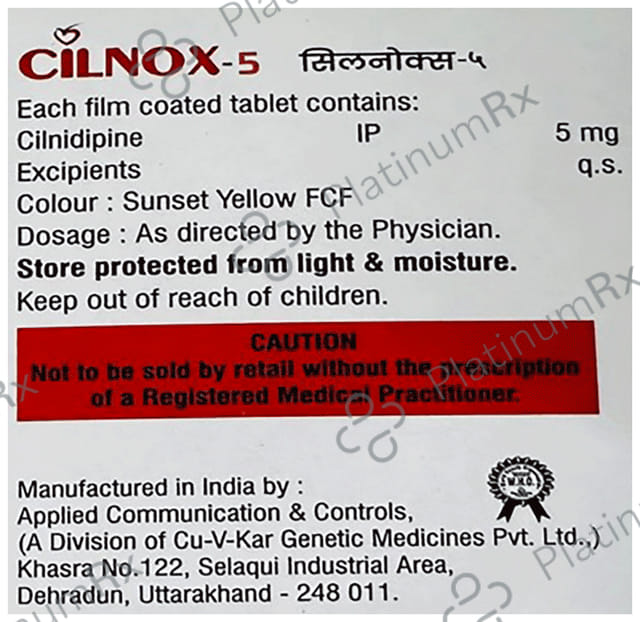 CiLNOX-5 सिलनोक्स-५
Each film coated tablet contains:
Cilnidipine IP 5 mg
Excipients q.s.
Colour : Sunset Yellow FCF
Dosage : As directed by the Physician.
Store protected from light & moisture.
Keep out of reach of children.
CAUTION
Not to be sold by retail without the prescription
of a Registered Medical Practitioner.
W.H.O.
Manufactured in India by :
Applied Communication & Controls,
(A Division of Cu-V-Kar Genetic Medicines Pvt. Ltd.,)
Khasra No.122, Selaqui Industrial Area,
Dehradun, Uttarakhand - 248 011.
PlatinumRx
PlatinumRx
PlatinumRx